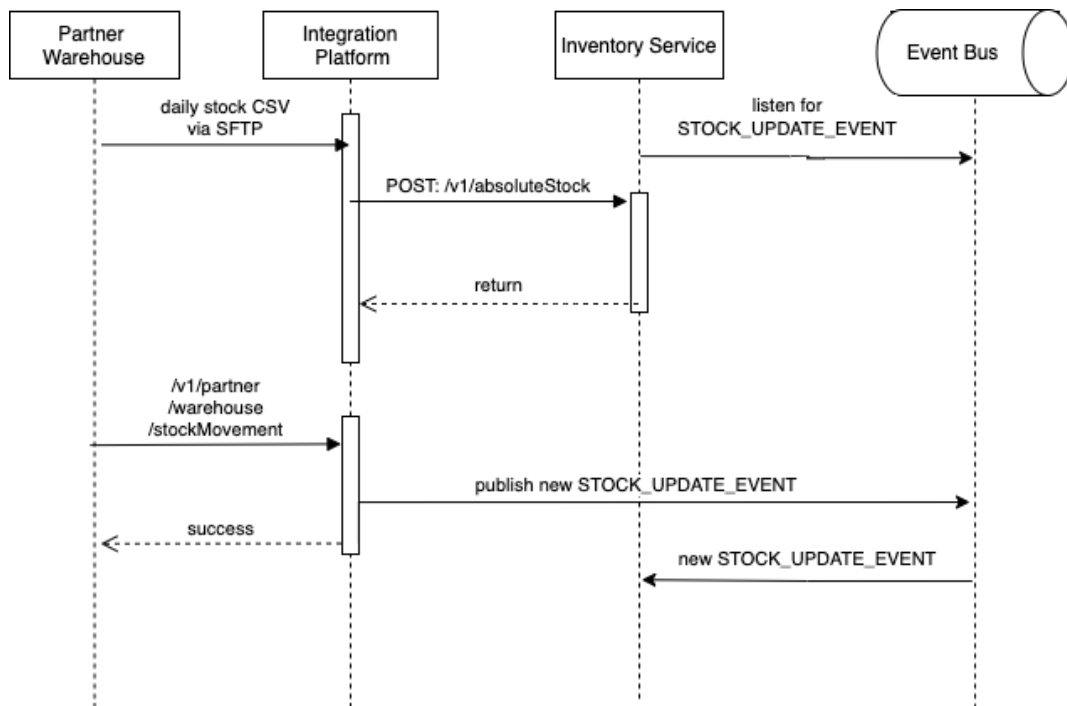 Partner
Warehouse
Integration
Platform
Inventory Service
Event Bus
daily stock CSV
via SFTP
listen for
STOCK_UPDATE_EVENT
POST: /v1/absoluteStock
return
/v1/partner
/warehouse
/stockMovement
publish new STOCK_UPDATE_EVENT
success
new STOCK_UPDATE_EVENT